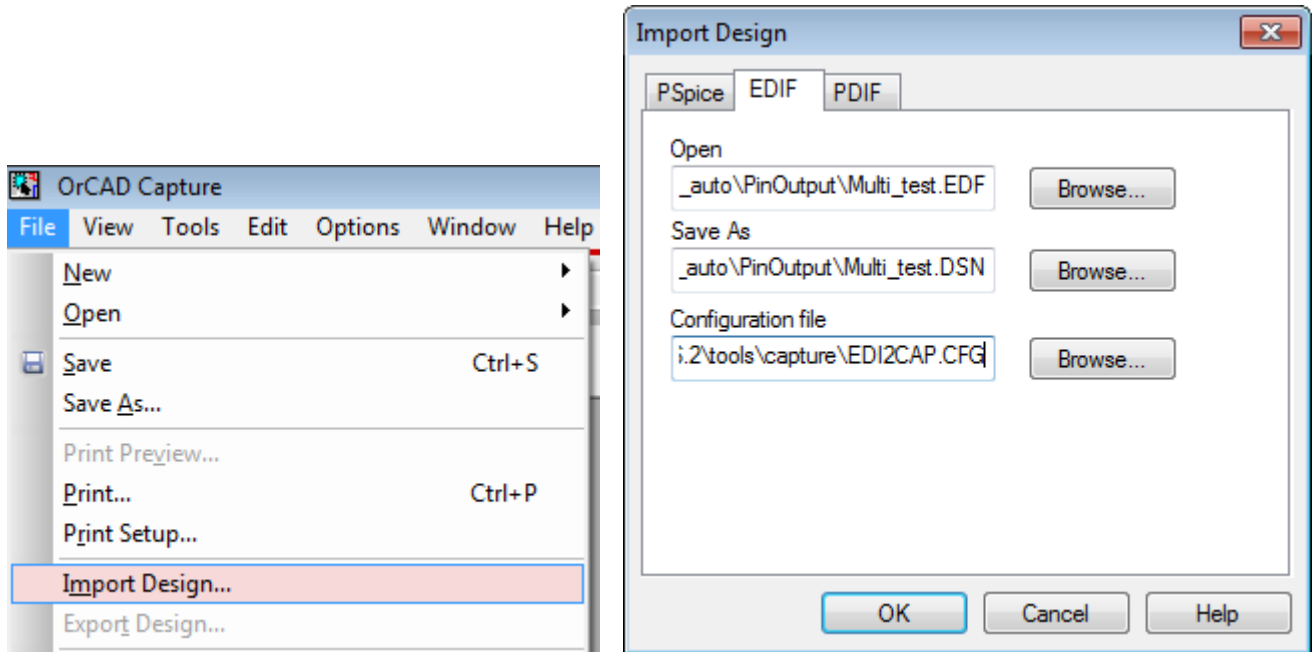 OrCAD Capture
File View Tools Edit Options Window Help
New
Open
Save Ctrl+S
Save As...
Print Preview...
Print... Ctrl+P
Print Setup...
Import Design...
Export Design...
Import Design
PSpice EDIF PDIF
Open
_auto\PinOutput\Multi_test.EDF Browse...
Save As
_auto\PinOutput\Multi_test.DSN Browse...
Configuration file
.2\tools\capture\EDI2CAP.CFG Browse...
OK Cancel Help